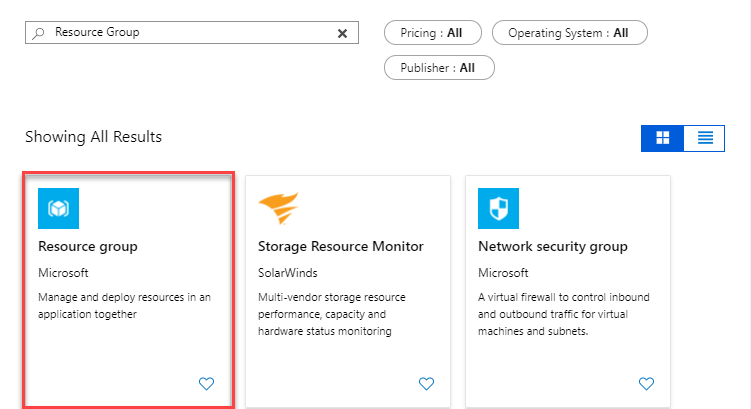 Resource Group
Pricing : All
Operating System : All
Publisher : All
Showing All Results
Resource group
Microsoft
Manage and deploy resources in an
application together
Storage Resource Monitor
SolarWinds
Multi-vendor storage resource
performance, capacity and
hardware status monitoring
Network security group
Microsoft
A virtual firewall to control inbound
and outbound traffic for virtual
machines and subnets.